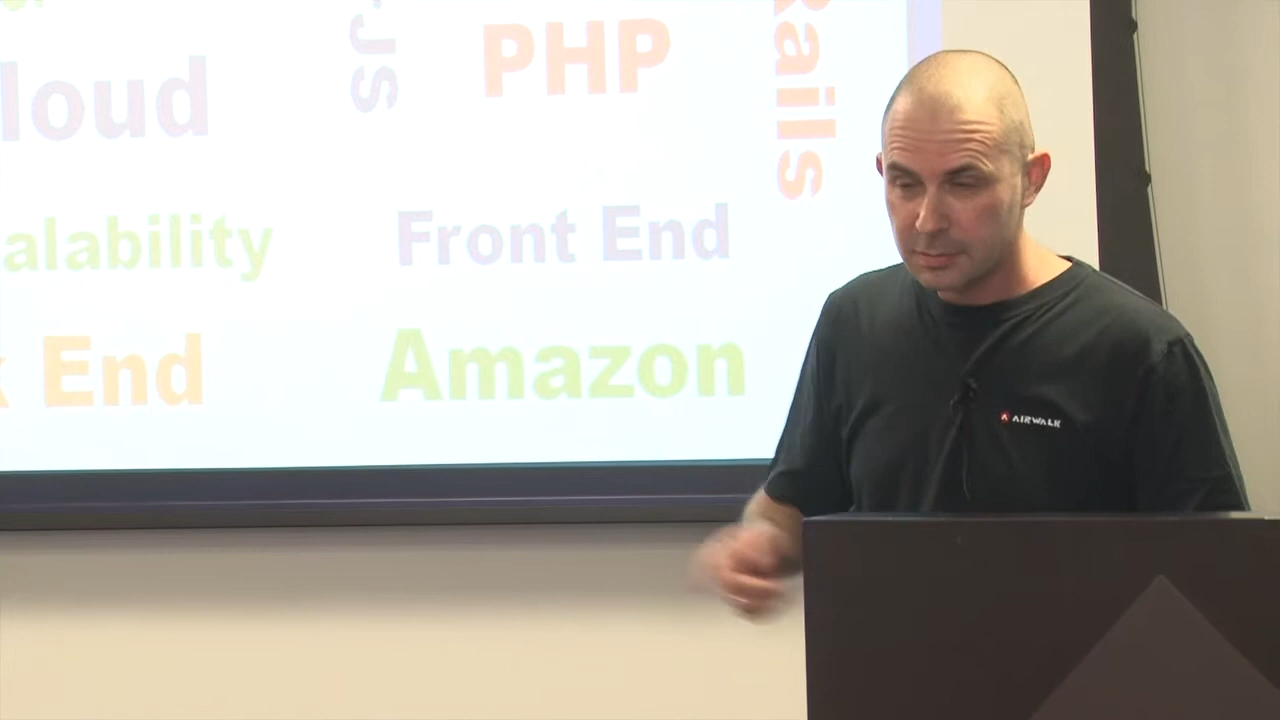 JS
PHP
Rails
loud
alability
Front End
End
Amazon
AIRWALK